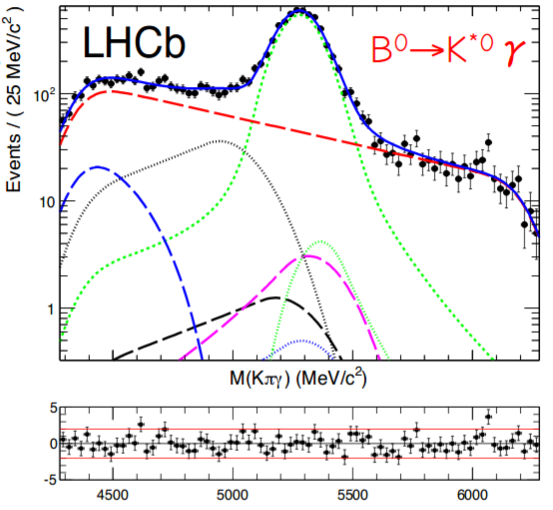 LHCb
B⁰→K*⁰ γ
Events / ( 25 MeV/c²)
10²
10
1
M(Kπγ) (MeV/c²)
5
0
-5
4500 5000 5500 6000